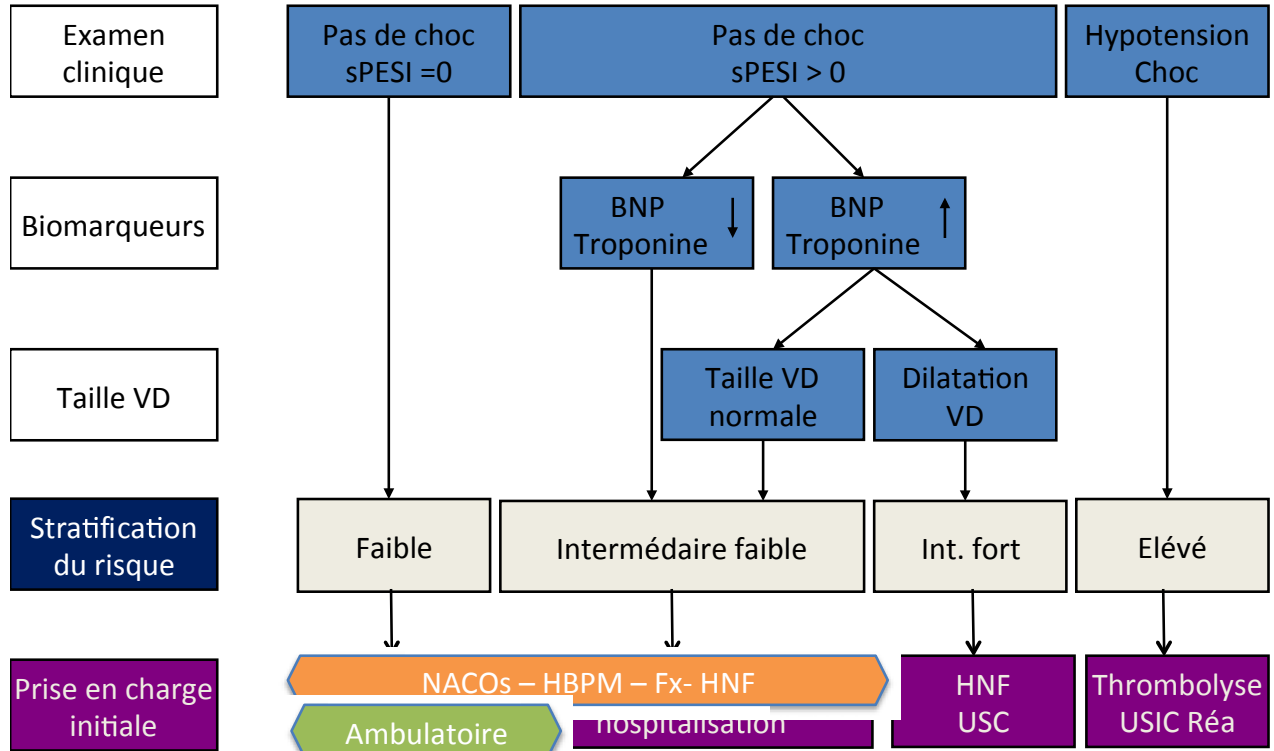 Examen
clinique
Pas de choc
sPESI =0
Pas de choc
sPESI > 0
Hypotension
Choc
Biomarqueurs
BNP
Troponine ↓
BNP
Troponine ↑
Taille VD
Taille VD
normale
Dilatation
VD
Stratification
du risque
Faible
Intermédaire faible
Int. fort
Elévé
Prise en charge
initiale
NACOs – HBPM – Fx- HNF
Ambulatoire
hospitalisation
HNF
USC
Thrombolyse
USIC Réa